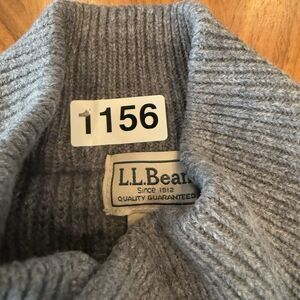 1156
L.L.Bean
Since 1912
QUALITY GUARANTEED